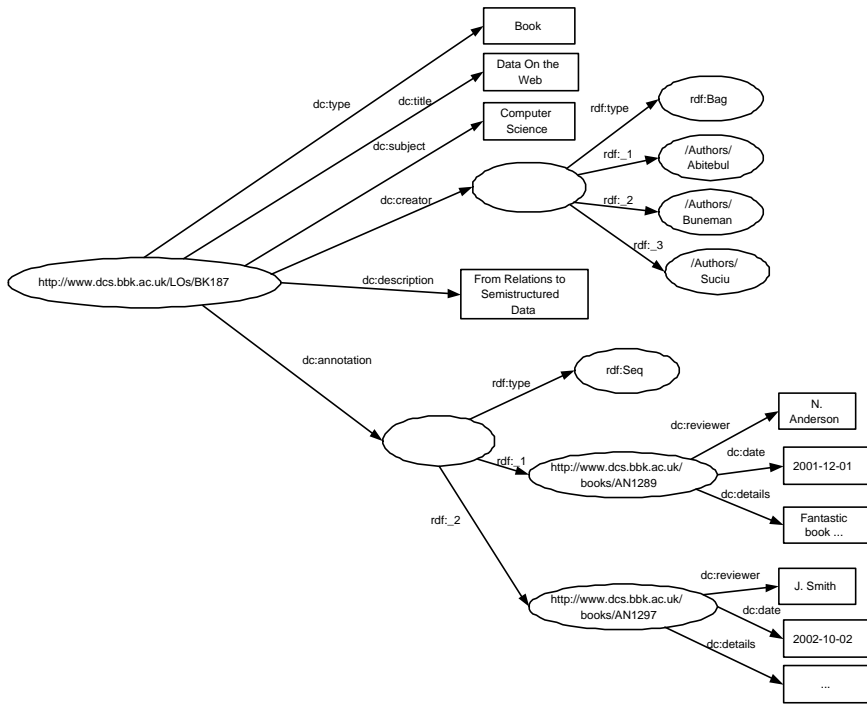 Book
dc:type
Data On the
Web
dc:title
Computer
Science
dc:subject
rdf:type
rdf:Bag
rdf:_1
/Authors/
Abitebul
dc:creator
rdf:_2
/Authors/
Buneman
rdf:_3
/Authors/
Suciu
http://www.dcs.bbk.ac.uk/LOs/BK187
dc:description
From Relations to
Semistructured
Data
dc:annotation
rdf:type
rdf:Seq
rdf:_1
http://www.dcs.bbk.ac.uk/
books/AN1289
dc:reviewer
N.
Anderson
dc:date
2001-12-01
dc:details
Fantastic
book ...
rdf:_2
http://www.dcs.bbk.ac.uk/
books/AN1297
dc:reviewer
J. Smith
dc:date
2002-10-02
dc:details
...